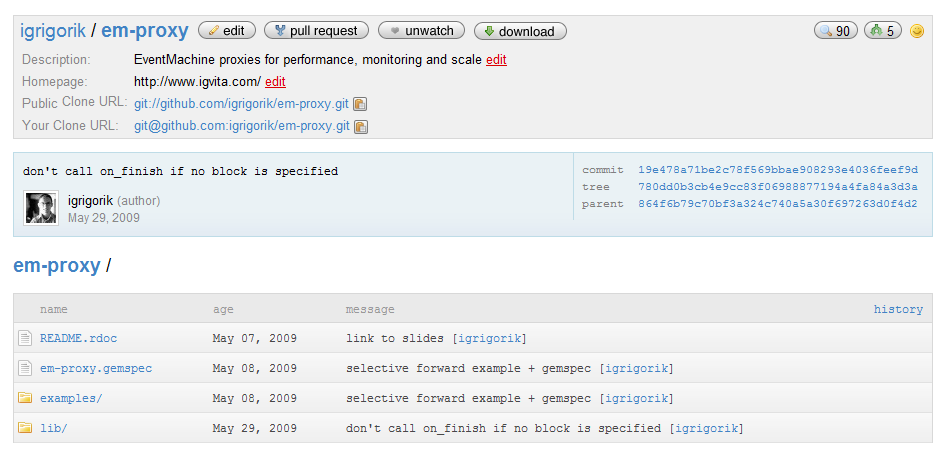 igrigorik / em-proxy edit pull request unwatch download 90 5
Description: EventMachine proxies for performance, monitoring and scale edit
Homepage: http://www.igvita.com/ edit
Public Clone URL: git://github.com/igrigorik/em-proxy.git
Your Clone URL: git@github.com:igrigorik/em-proxy.git
don't call on_finish if no block is specified
igrigorik (author)
May 29, 2009
commit 19e478a71be2c78f569bbae908293e4036feef9d
tree 780dd0b3cb4e9cc83f06988877194a4fa84a3d3a
parent 864f6b79c70bf3a324c740a5a30f697263d0f4d2
em-proxy /
name age message history
README.rdoc May 07, 2009 link to slides [igrigorik]
em-proxy.gemspec May 08, 2009 selective forward example + gemspec [igrigorik]
examples/ May 08, 2009 selective forward example + gemspec [igrigorik]
lib/ May 29, 2009 don't call on_finish if no block is specified [igrigorik]